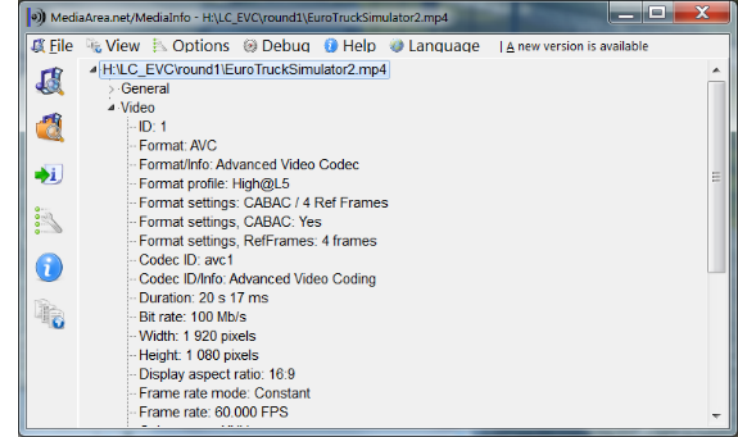 MediaArea.net/MediaInfo - H:\LC_EVC\round1\EuroTruckSimulator2.mp4
File View Options Debug Help Language | A new version is available
H:\LC_EVC\round1\EuroTruckSimulator2.mp4
General
Video
ID: 1
Format: AVC
Format/Info: Advanced Video Codec
Format profile: High@L5
Format settings: CABAC / 4 Ref Frames
Format settings, CABAC: Yes
Format settings, RefFrames: 4 frames
Codec ID: avc1
Codec ID/Info: Advanced Video Coding
Duration: 20 s 17 ms
Bit rate: 100 Mb/s
Width: 1 920 pixels
Height: 1 080 pixels
Display aspect ratio: 16:9
Frame rate mode: Constant
Frame rate: 60.000 FPS